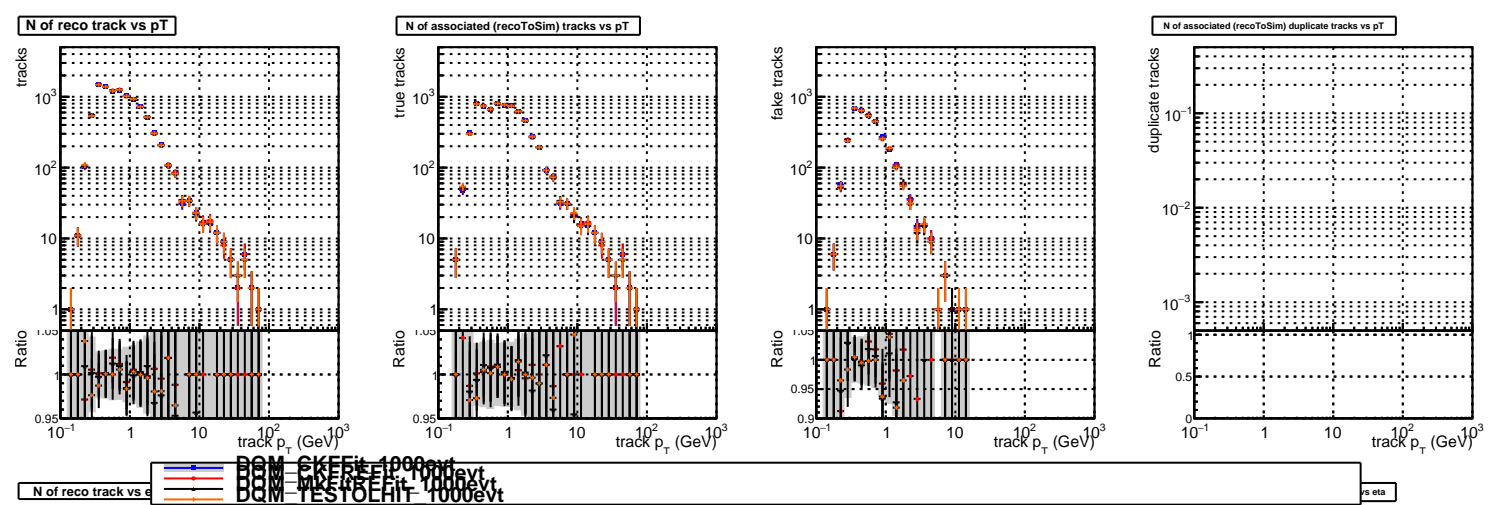 N of reco track vs pT
N of associated (recoToSim) tracks vs pT
N of associated (recoToSim) duplicate tracks vs pT
tracks
10³
10²
10
1
true tracks
10³
10²
10
1
fake tracks
10³
10²
10
1
duplicate tracks
10⁻¹
10⁻²
10⁻³
Ratio
1.05
1
0.95
Ratio
1.05
1
0.95
Ratio
1
0.95
0.9
Ratio
1
0.5
0
10⁻¹ 1 10 10² 10³
track p_T (GeV)
10⁻¹ 1 10 10² 10³
track p_T (GeV)
10⁻¹ 1 10 10² 10³
track p_T (GeV)
10⁻¹ 1 10 10² 10³
track p_T (GeV)
DQM_CKFFit_1000evt
DQM_CKFREFit_1000evt
DQM_MKFitREFit_1000evt
DQM_TESTOLHIT_1000evt
N of reco track vs e
vs eta